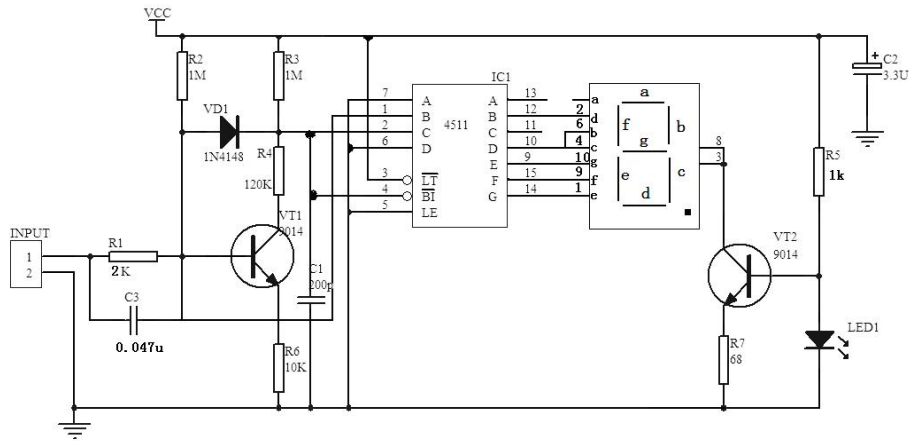 VCC
R2
1M
R3
1M
C2
3.3U
+
VD1
1N4148
R4
120K
IC1
4511
7 A A 13 a
1 B B 12 2 d
2 C C 11 6 b
6 D D 10 4 c
E 9 10 g
3 LT F 15 9 f
4 BI G 14 1 e
5 LE
a
f b
g
e c
d
8
3
R5
1k
INPUT
1
2
R1
2K
C3
0.047u
VT1
9014
C1
200p
R6
10K
VT2
9014
R7
68
LED1